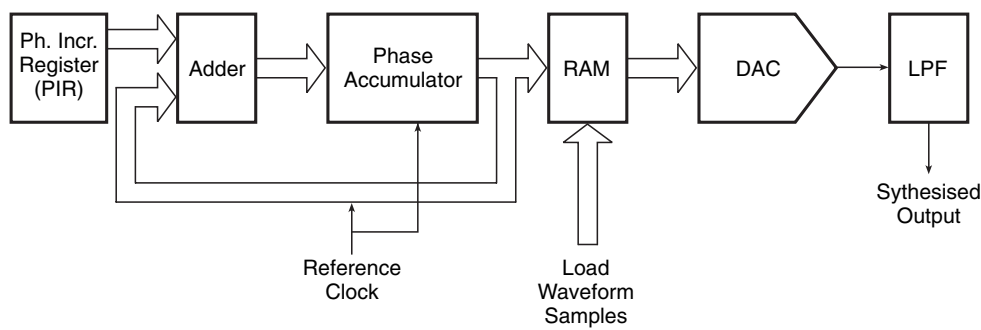 Ph. Incr.
Register
(PIR)
Adder
Phase
Accumulator
RAM
DAC
LPF
Sythesised
Output
Reference
Clock
Load
Waveform
Samples